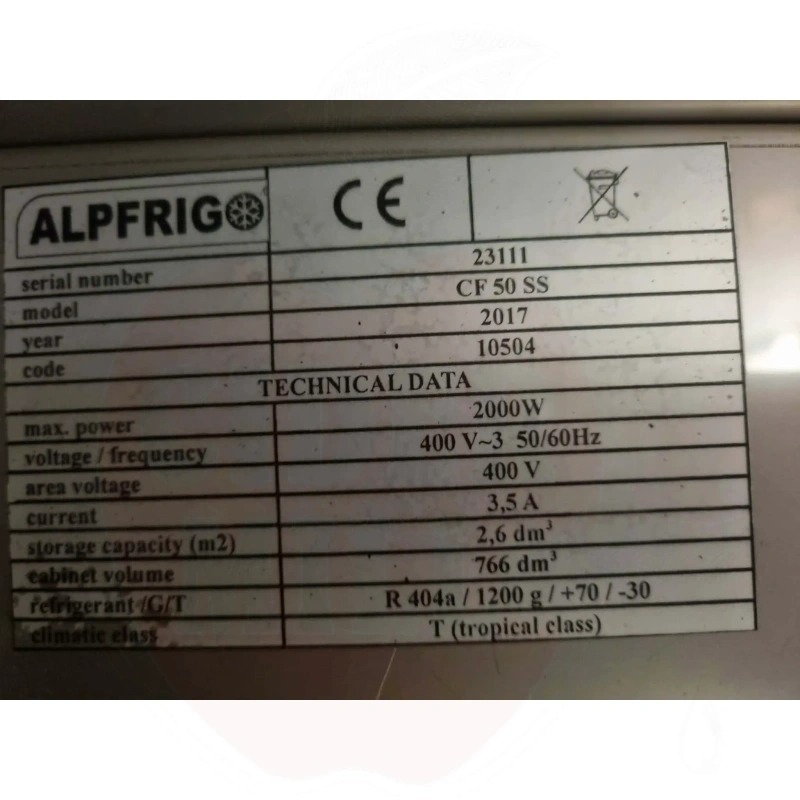 ALPFRIGO CE
serial number 23111
model CF 50 SS
year 2017
code 10504
TECHNICAL DATA
max. power 2000W
voltage / frequency 400 V~3 50/60Hz
area voltage 400 V
current 3,5 A
storage capacity (m2) 2,6 dm³
cabinet volume 766 dm³
refrigerant /G/T R 404a / 1200 g / +70 / -30
climatic class T (tropical class)